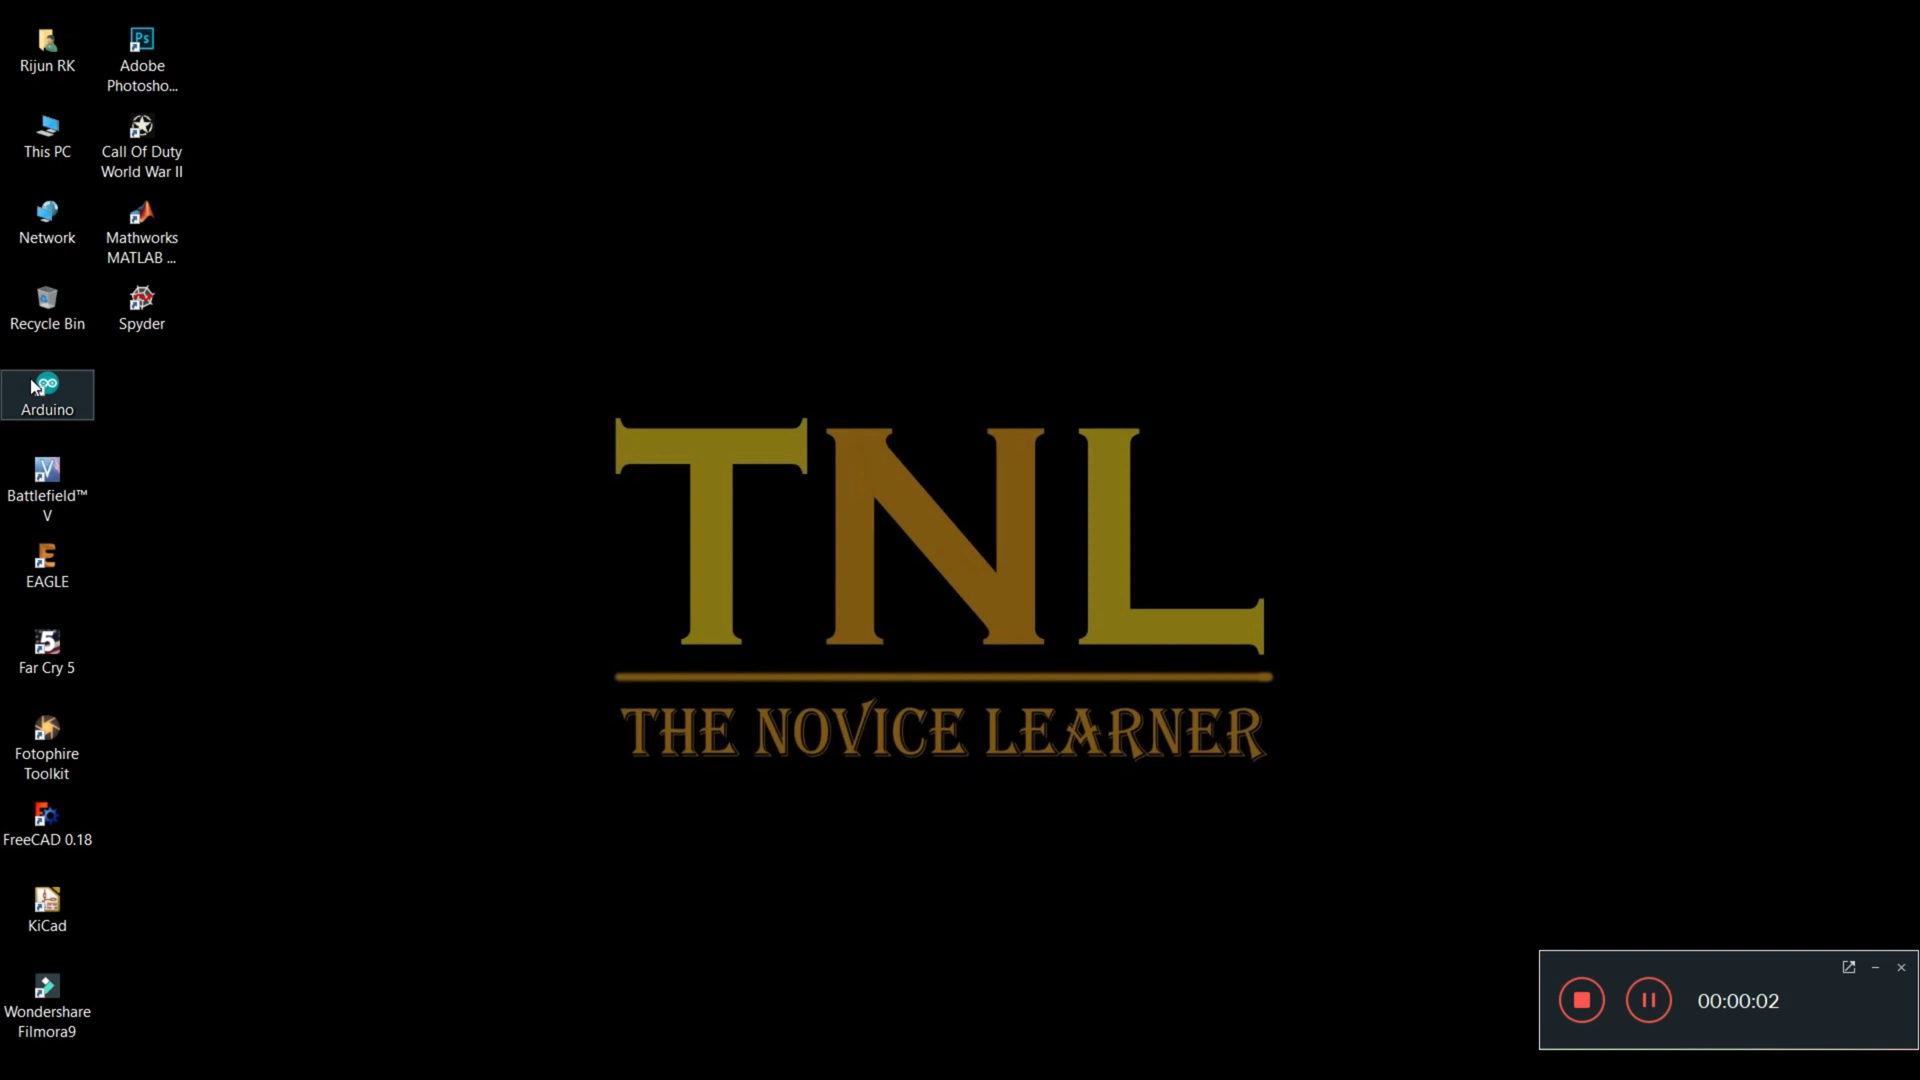 Rijun RK
Adobe
Photosho...
This PC
Call Of Duty
World War II
Network
Mathworks
MATLAB ...
Recycle Bin
Spyder
Arduino
Battlefield™
V
EAGLE
Far Cry 5
Fotophire
Toolkit
FreeCAD 0.18
KiCad
Wondershare
Filmora9
TNL
THE NOVICE LEARNER
00:00:02